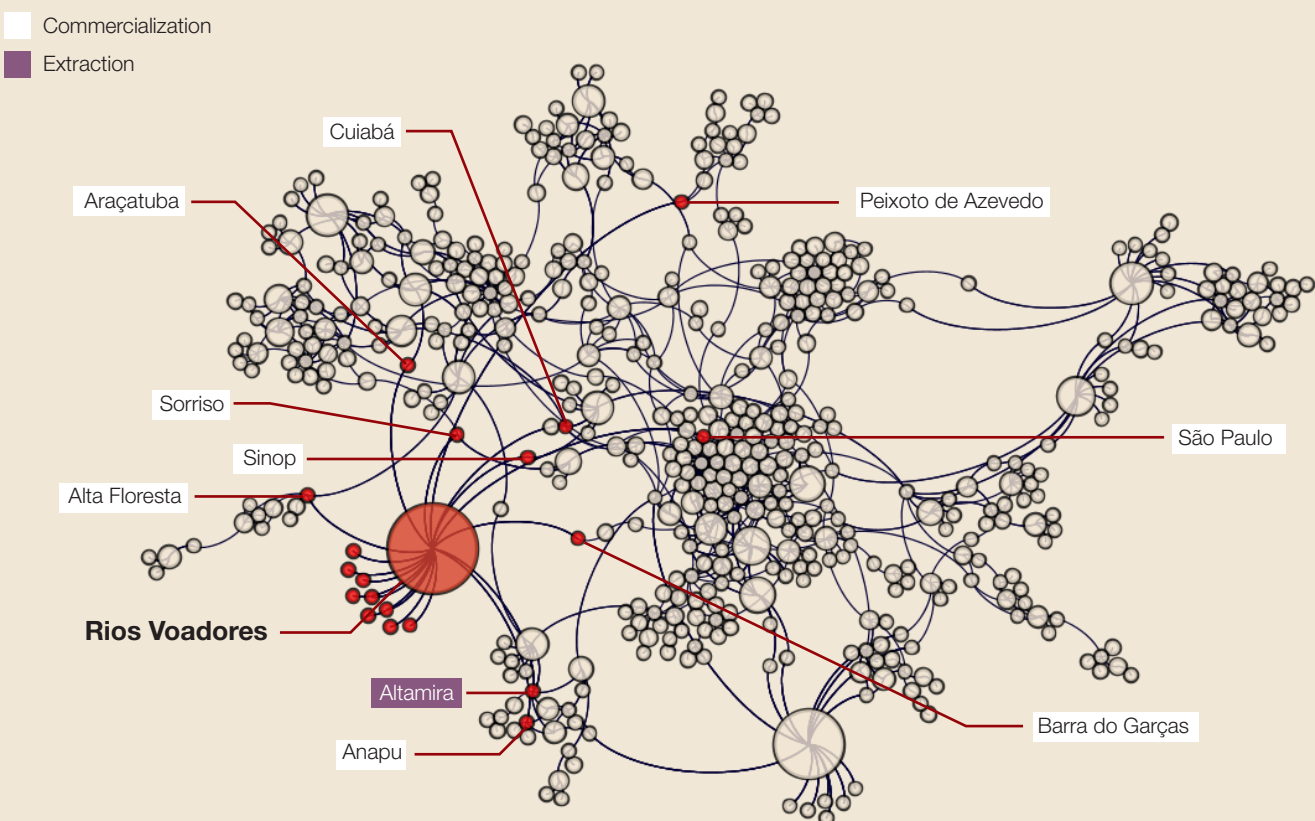 Commercialization
Extraction
Cuiabá
Araçatuba
Peixoto de Azevedo
Sorriso
São Paulo
Sinop
Alta Floresta
Rios Voadores
Altamira
Barra do Garças
Anapu